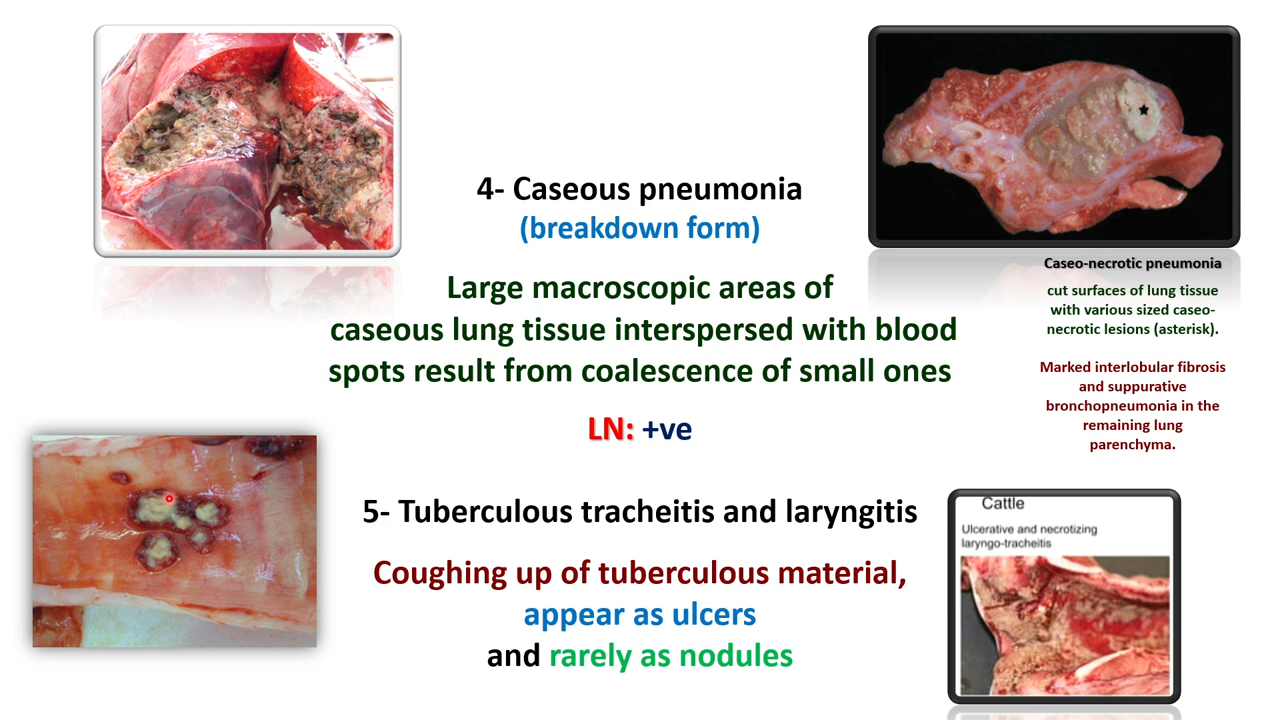 4- Caseous pneumonia
(breakdown form)
Large macroscopic areas of
caseous lung tissue interspersed with blood
spots result from coalescence of small ones
LN: +ve
Caseo-necrotic pneumonia
cut surfaces of lung tissue
with various sized caseo-
necrotic lesions (asterisk).
Marked interlobular fibrosis
and suppurative
bronchopneumonia in the
remaining lung
parenchyma.
5- Tuberculous tracheitis and laryngitis
Coughing up of tuberculous material,
appear as ulcers
and rarely as nodules
Cattle
Ulcerative and necrotizing
laryngo-tracheitis